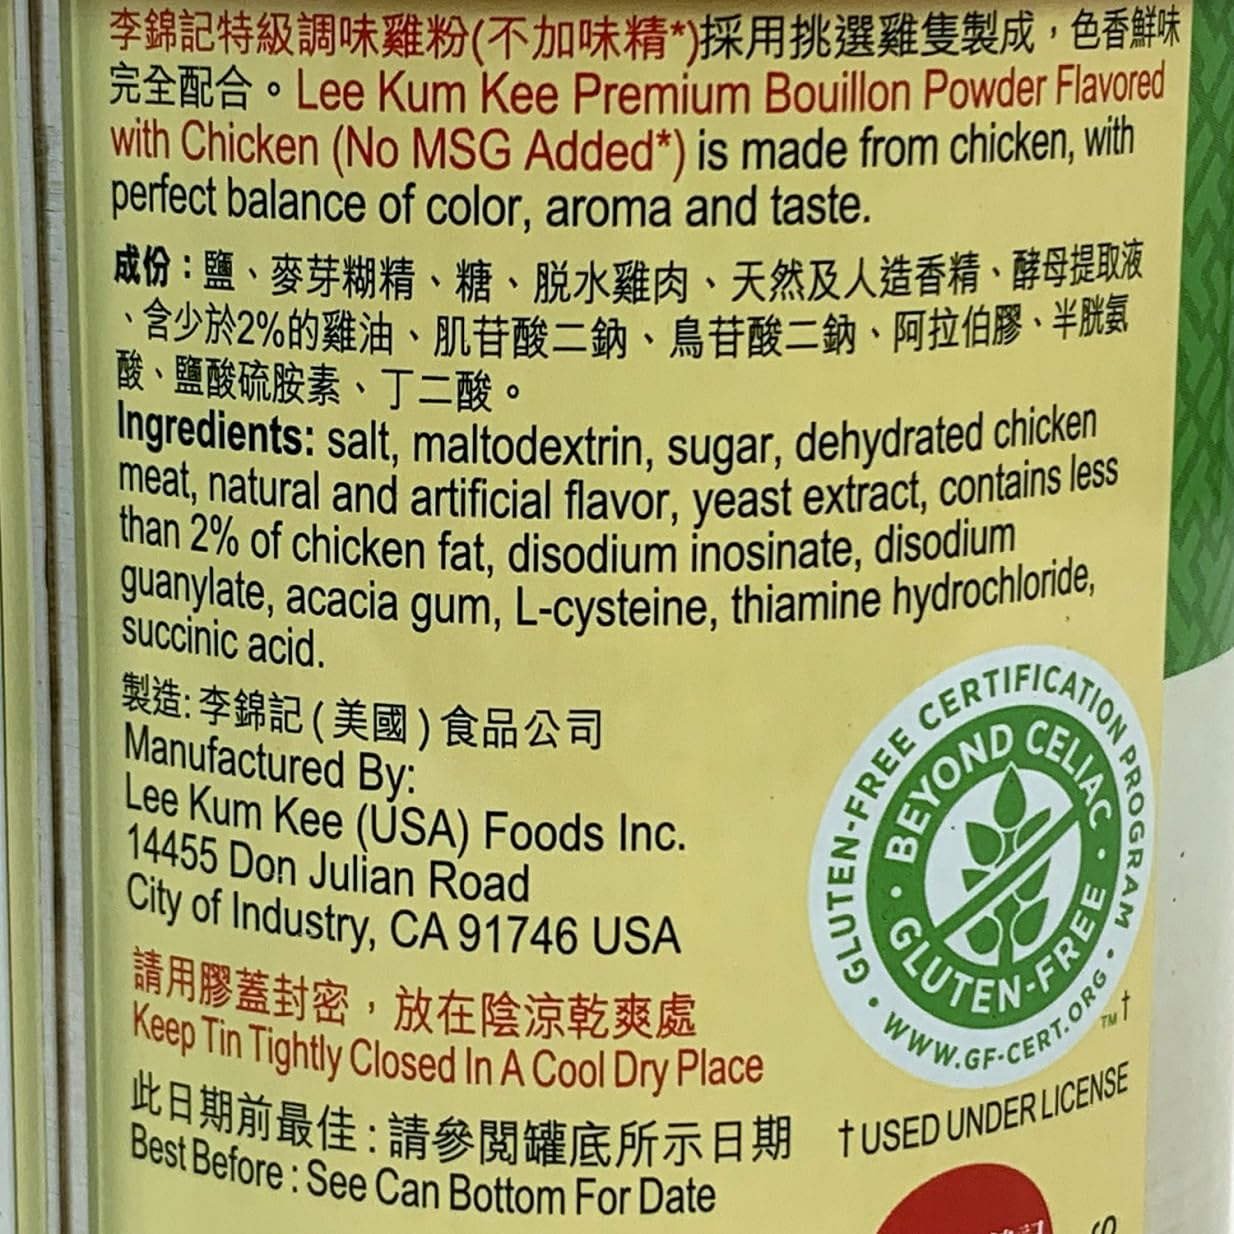 李錦記特級調味雞粉(不加味精*)採用挑選雞隻製成，色香鮮味
完全配合。Lee Kum Kee Premium Bouillon Powder Flavored
with Chicken (No MSG Added*) is made from chicken, with
perfect balance of color, aroma and taste.
成份：鹽、麥芽糊精、糖、脱水雞肉、天然及人造香精、酵母提取液
、含少於2%的雞油、肌苷酸二鈉、鳥苷酸二鈉、阿拉伯膠、半胱氨
酸、鹽酸硫胺素、丁二酸。
Ingredients: salt, maltodextrin, sugar, dehydrated chicken
meat, natural and artificial flavor, yeast extract, contains less
than 2% of chicken fat, disodium inosinate, disodium
guanylate, acacia gum, L-cysteine, thiamine hydrochloride,
succinic acid.
製造:李錦記(美國)食品公司
Manufactured By:
Lee Kum Kee (USA) Foods Inc.
14455 Don Julian Road
City of Industry, CA 91746 USA
請用膠蓋封密，放在陰涼乾爽處
Keep Tin Tightly Closed In A Cool Dry Place
此日期前最佳:請參閱罐底所示日期
Best Before : See Can Bottom For Date
GLUTEN-FREE CERTIFICATION PROGRAM
BEYOND CELIAC
GLUTEN-FREE
WWW.GF-CERT.ORG
TM†
†USED UNDER LICENSE